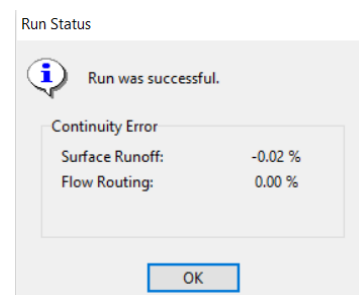 Run Status
Run was successful.
Continuity Error
Surface Runoff: -0.02 %
Flow Routing: 0.00 %
OK